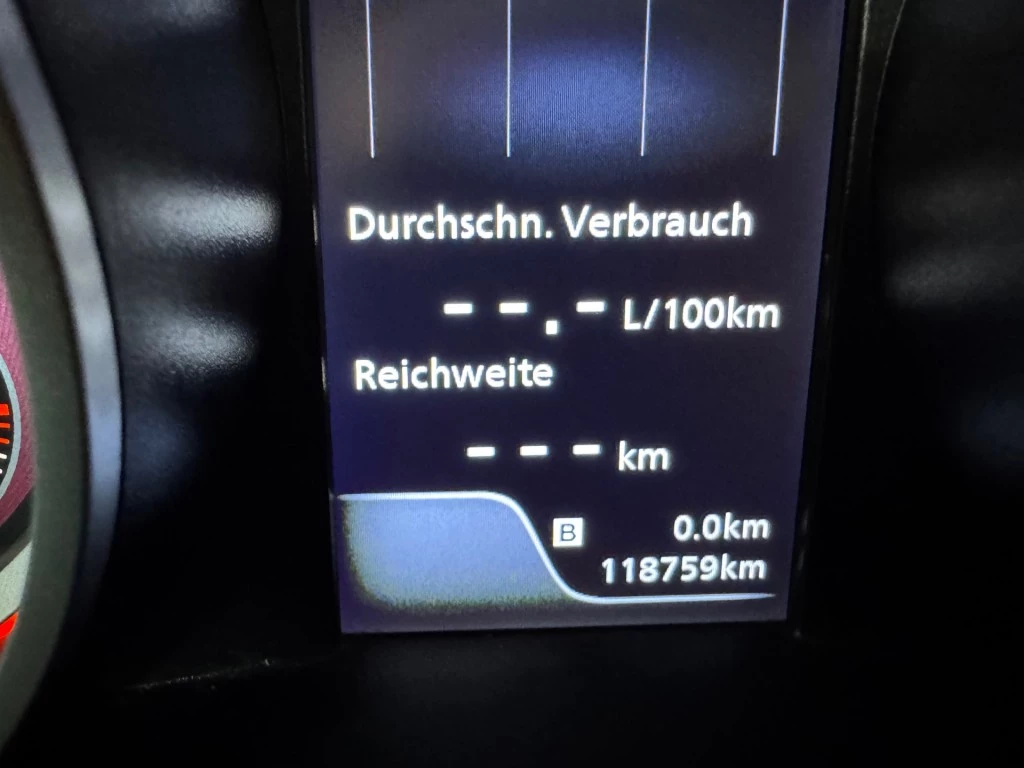 Durchschn. Verbrauch
--.- L/100km
Reichweite
--- km
B 0.0km
118759km